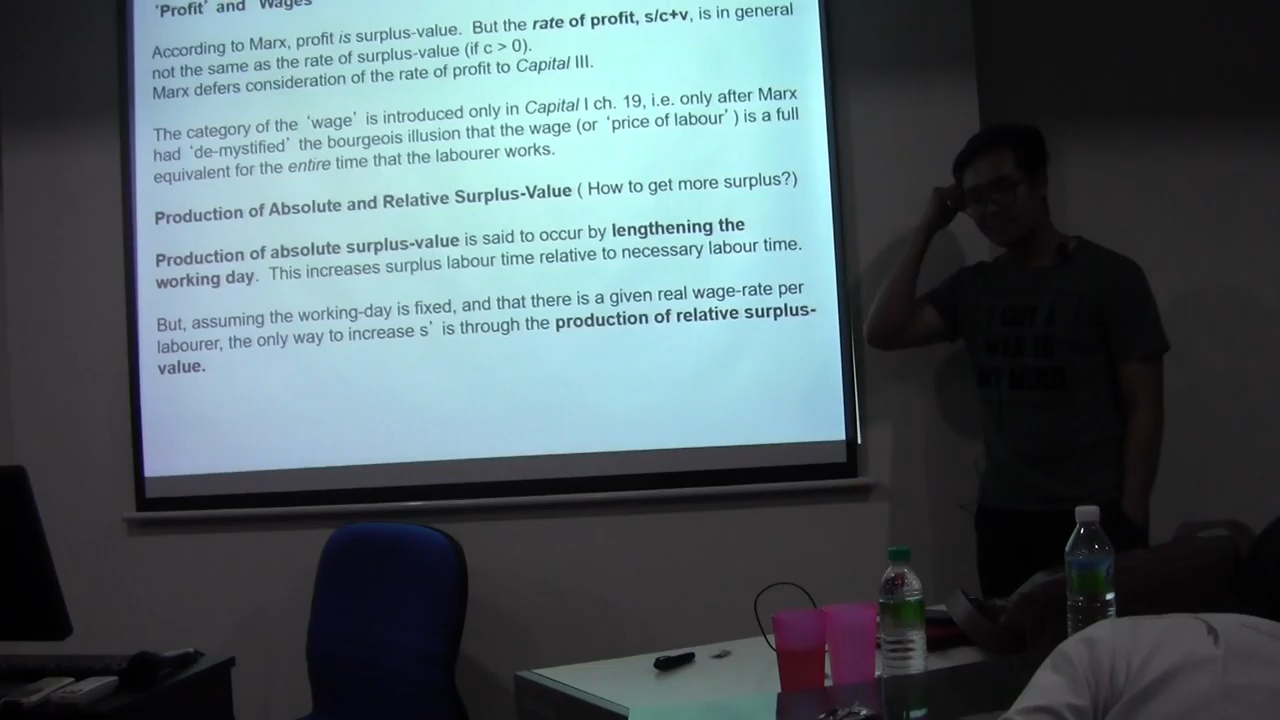 'Profit' and 'Wages'
According to Marx, profit is surplus-value. But the rate of profit, s/c+v, is in general
not the same as the rate of surplus-value (if c > 0).
Marx defers consideration of the rate of profit to Capital III.
The category of the 'wage' is introduced only in Capital I ch. 19, i.e. only after Marx
had 'de-mystified' the bourgeois illusion that the wage (or 'price of labour') is a full
equivalent for the entire time that the labourer works.
Production of Absolute and Relative Surplus-Value ( How to get more surplus?)
Production of absolute surplus-value is said to occur by lengthening the
working day. This increases surplus labour time relative to necessary labour time.
But, assuming the working-day is fixed, and that there is a given real wage-rate per
labourer, the only way to increase s' is through the production of relative surplus-
value.
I GOT A